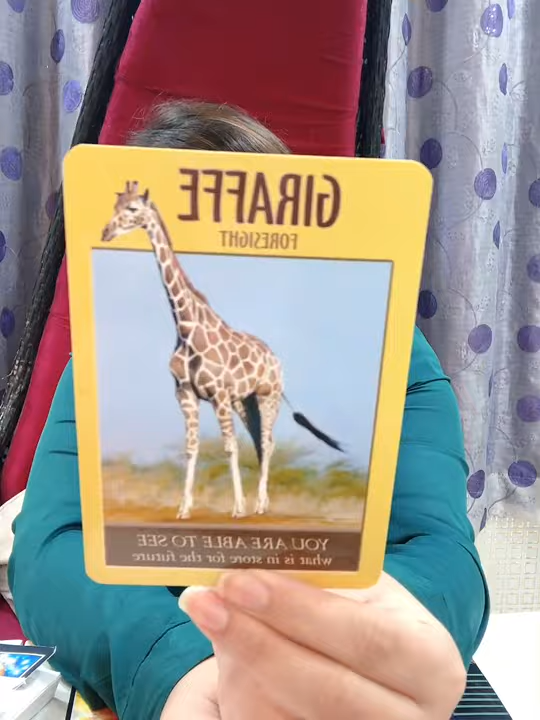 GIRAFFE
FORESIGHT
YOU ARE ABLE TO SEE
what is in store for the future